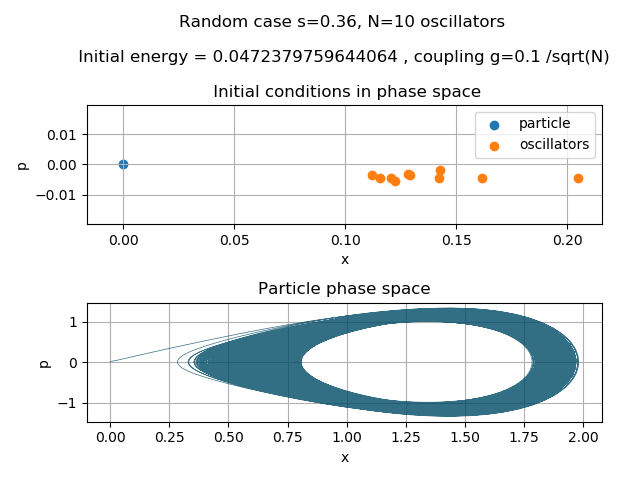 Random case s=0.36, N=10 oscillators
Initial energy = 0.0472379759644064 , coupling g=0.1 /sqrt(N)
Initial conditions in phase space
particle
oscillators
0.01
0.00
−0.01
p
0.00 0.05 0.10 0.15 0.20
x
Particle phase space
1
0
−1
p
0.00 0.25 0.50 0.75 1.00 1.25 1.50 1.75 2.00
x